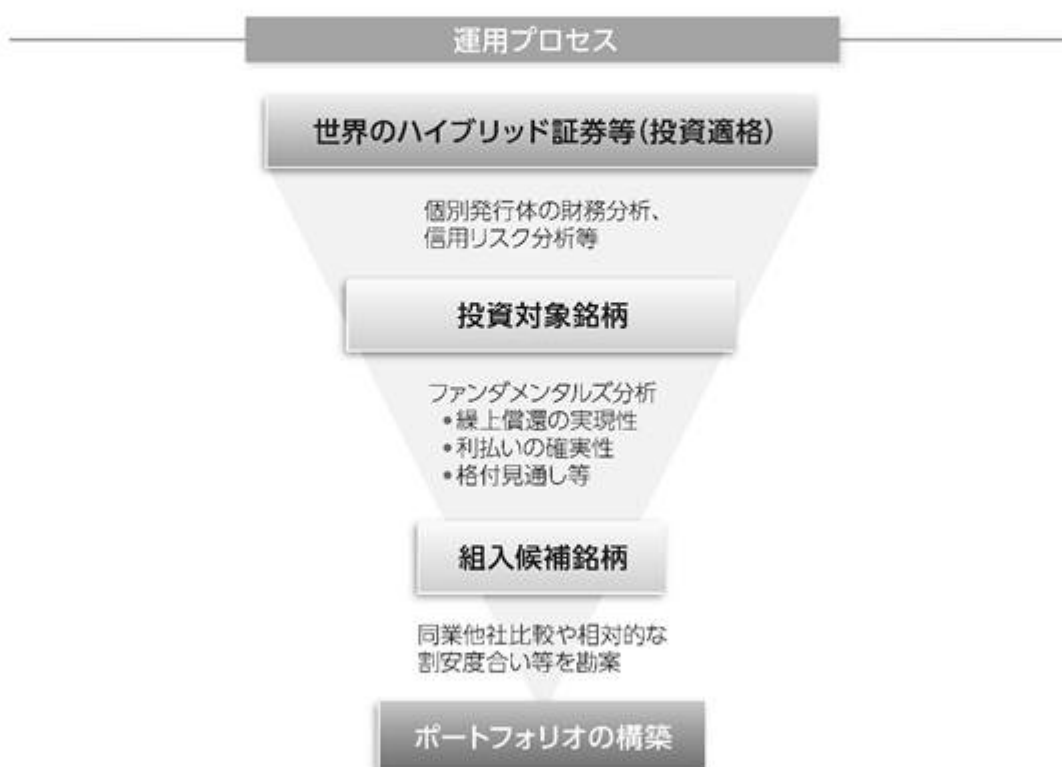 運用プロセス
世界のハイブリッド証券等(投資適格)
個別発行体の財務分析、
信用リスク分析等
投資対象銘柄
ファンダメンタルズ分析
•繰上償還の実現性
•利払いの確実性
•格付見通し等
組入候補銘柄
同業他社比較や相対的な
割安度合い等を勘案
ポートフォリオの構築